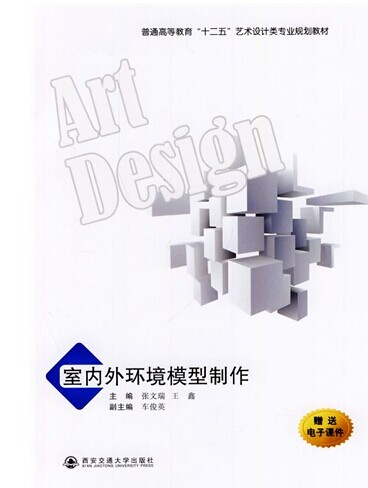 普通高等教育“十二五”艺术设计类专业规划教材
Art
Design
室内外环境模型制作
主 编 张文瑞 王 鑫
副主编 车俊英
赠 送
电子课件
西安交通大学出版社
XI'AN JIAOTONG UNIVERSITY PRESS